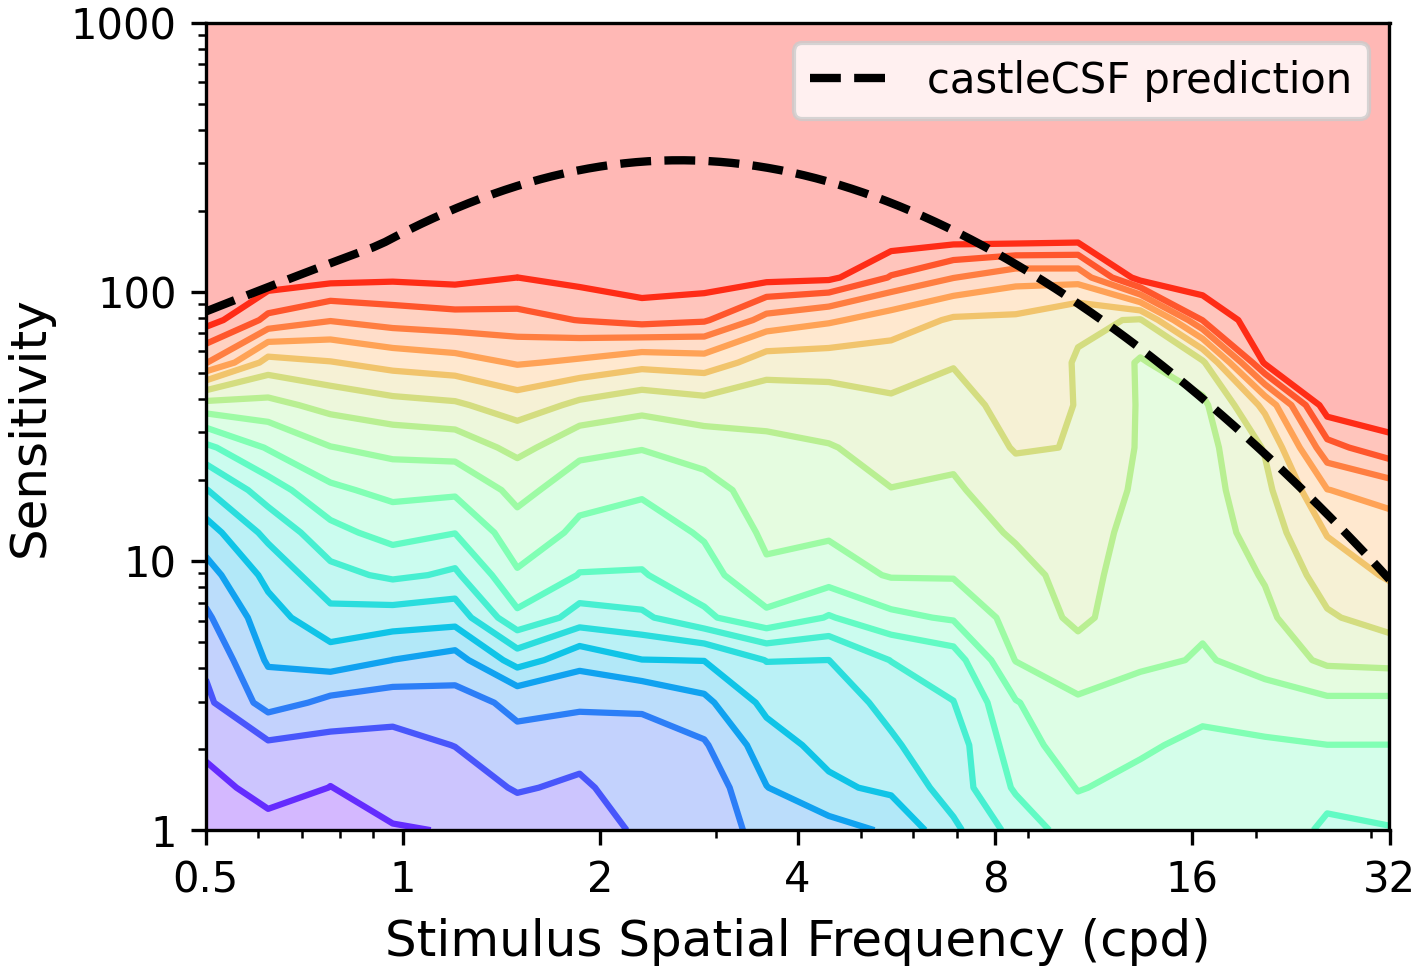 1000
castleCSF prediction
100
Sensitivity
10
1
0.5 1 2 4 8 16 32
Stimulus Spatial Frequency (cpd)